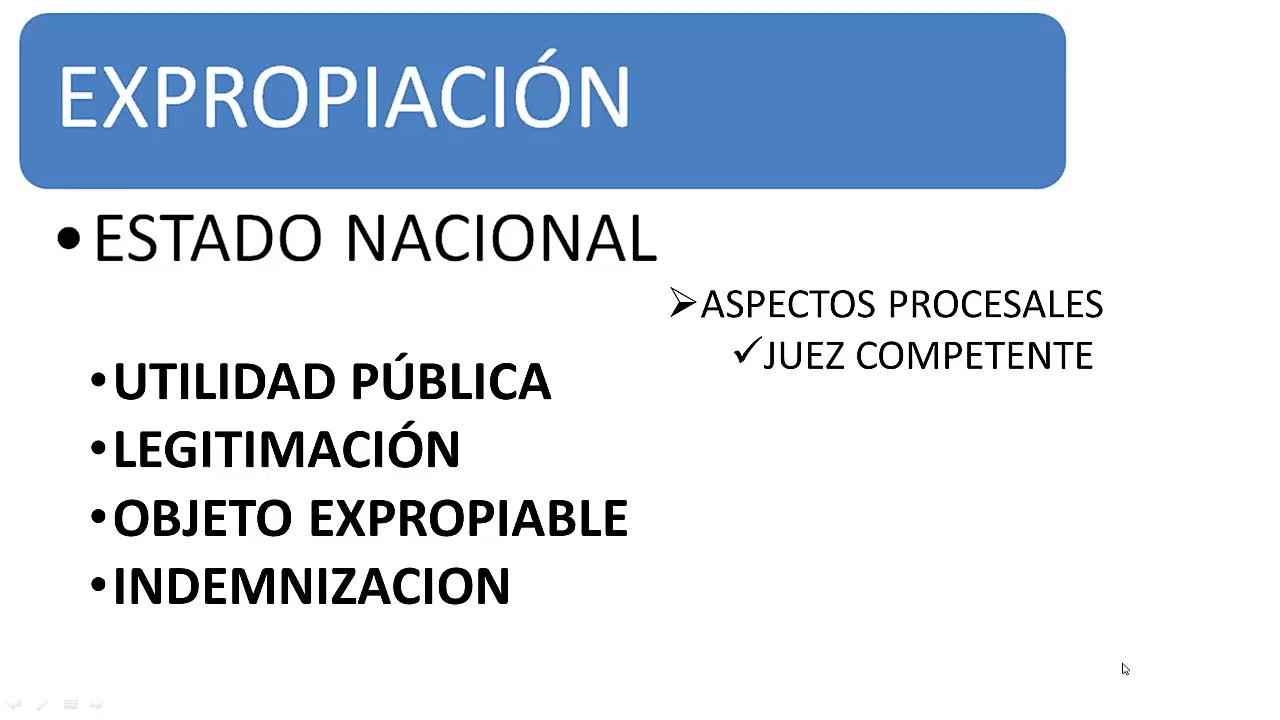 EXPROPIACIÓN
•ESTADO NACIONAL
➢ASPECTOS PROCESALES
✓JUEZ COMPETENTE
•UTILIDAD PÚBLICA
•LEGITIMACIÓN
•OBJETO EXPROPIABLE
•INDEMNIZACION